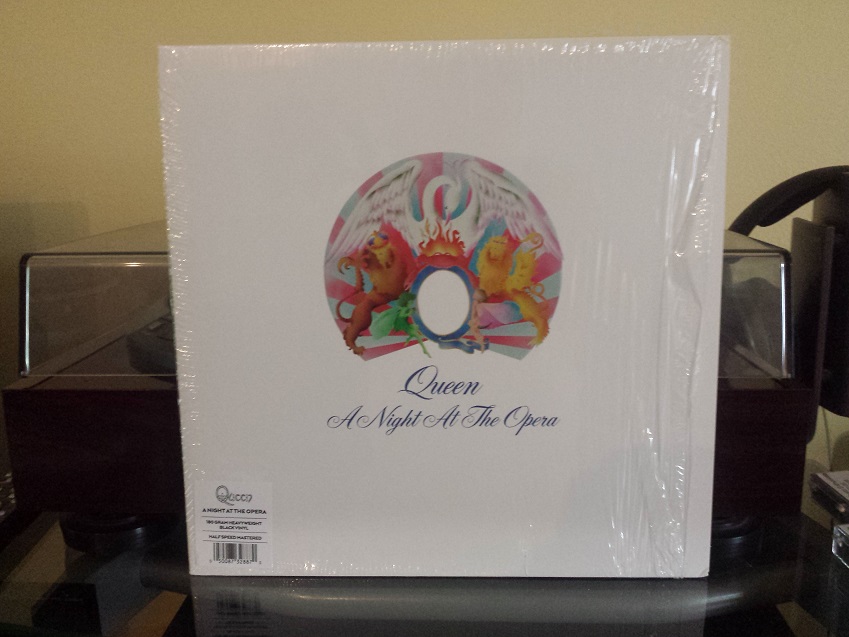 Queen
A Night At The Opera
Queen
A NIGHT AT THE OPERA
180 GRAM HEAVYWEIGHT
BLACK VINYL
HALF SPEED MASTERED